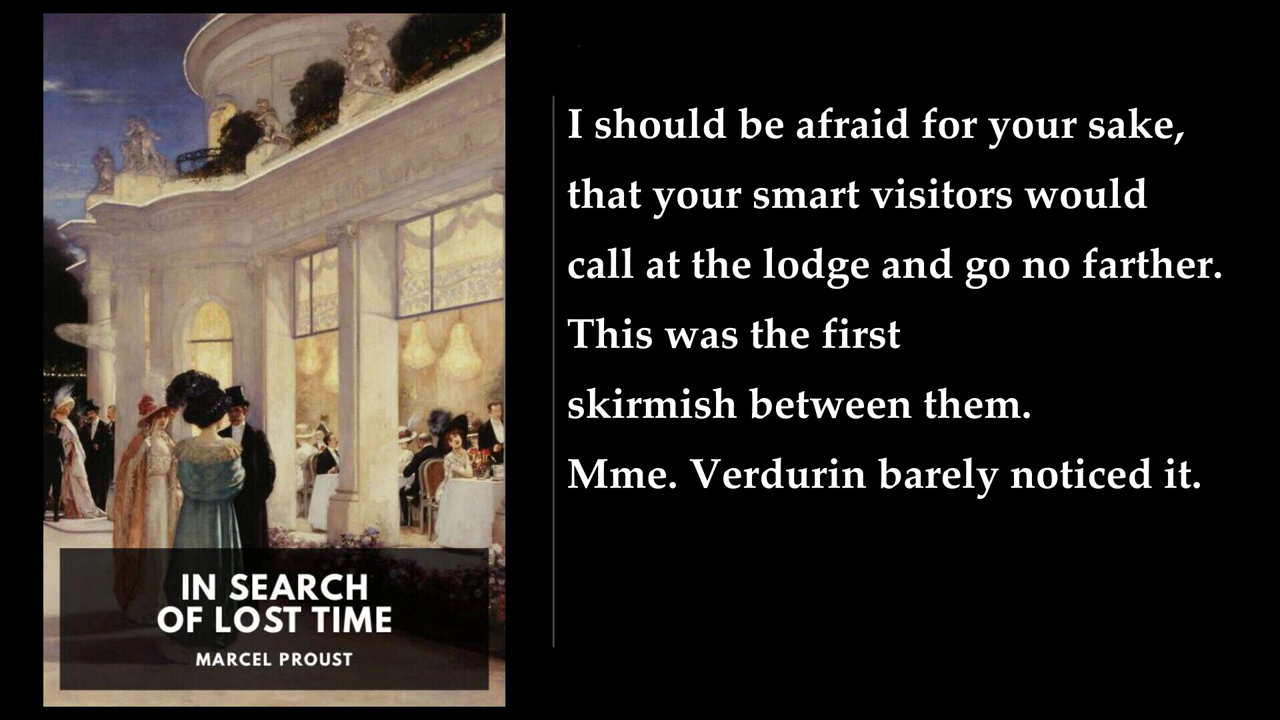 I should be afraid for your sake,
that your smart visitors would
call at the lodge and go no farther.
This was the first
skirmish between them.
Mme. Verdurin barely noticed it.
IN SEARCH
OF LOST TIME
MARCEL PROUST